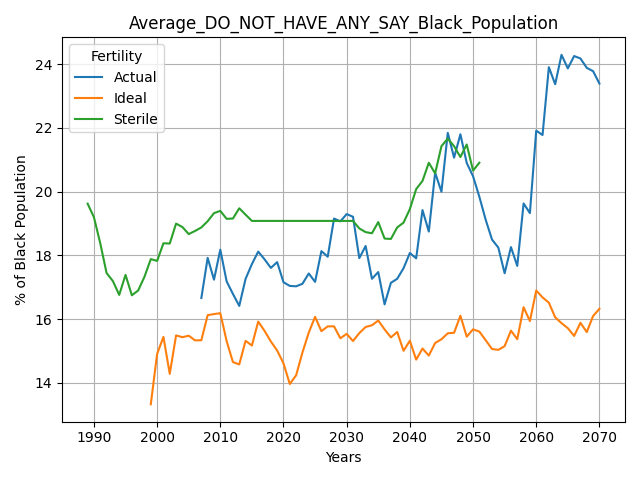 Average_DO_NOT_HAVE_ANY_SAY_Black_Population
Fertility
Actual
Ideal
Sterile
% of Black Population
24
22
20
18
16
14
1990 2000 2010 2020 2030 2040 2050 2060 2070
Years